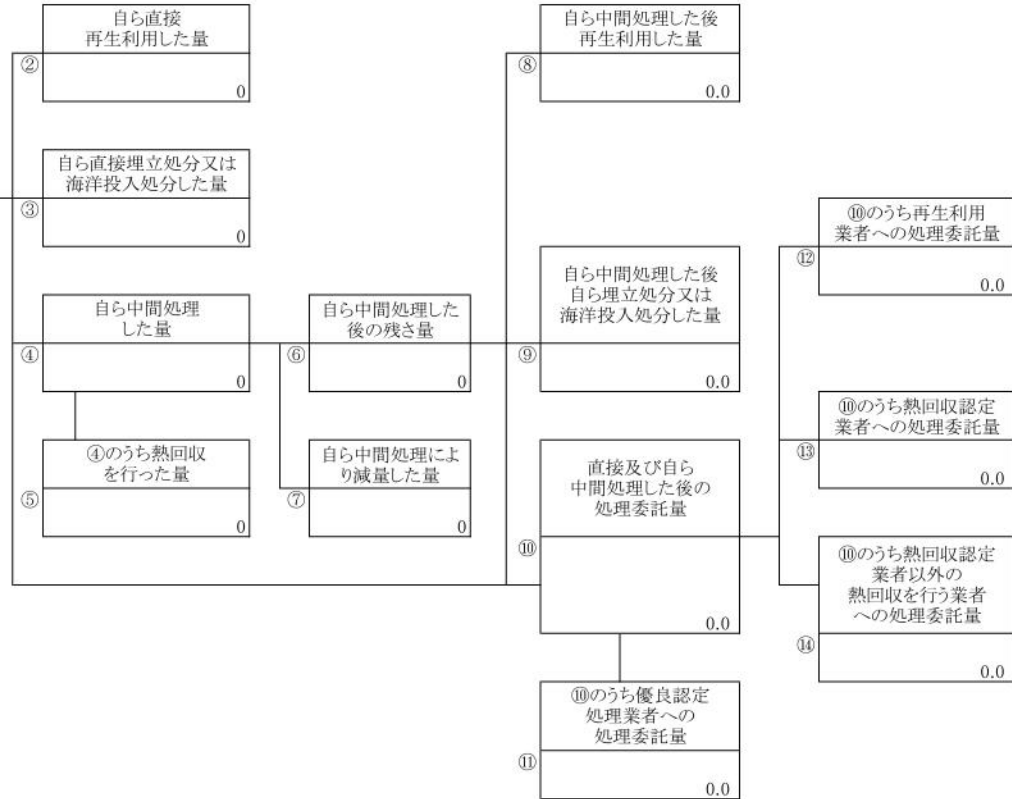 自ら直接
再生利用した量
②
0
自ら中間処理した後
再生利用した量
⑧
0.0
自ら直接埋立処分又は
海洋投入処分した量
③
0
⑩のうち再生利用
業者への処理委託量
⑫
0.0
自ら中間処理
した量
④
0
自ら中間処理した
後の残さ量
⑥
0
自ら中間処理した後
自ら埋立処分又は
海洋投入処分した量
⑨
0.0
⑩のうち熱回収認定
業者への処理委託量
⑬
0.0
④のうち熱回収
を行った量
⑤
0
自ら中間処理によ
り減量した量
⑦
0
直接及び自ら
中間処理した後の
処理委託量
⑩
0.0
⑩のうち熱回収認定
業者以外の
熱回収を行う業者
への処理委託量
⑭
0.0
⑩のうち優良認定
処理業者への
処理委託量
⑪
0.0